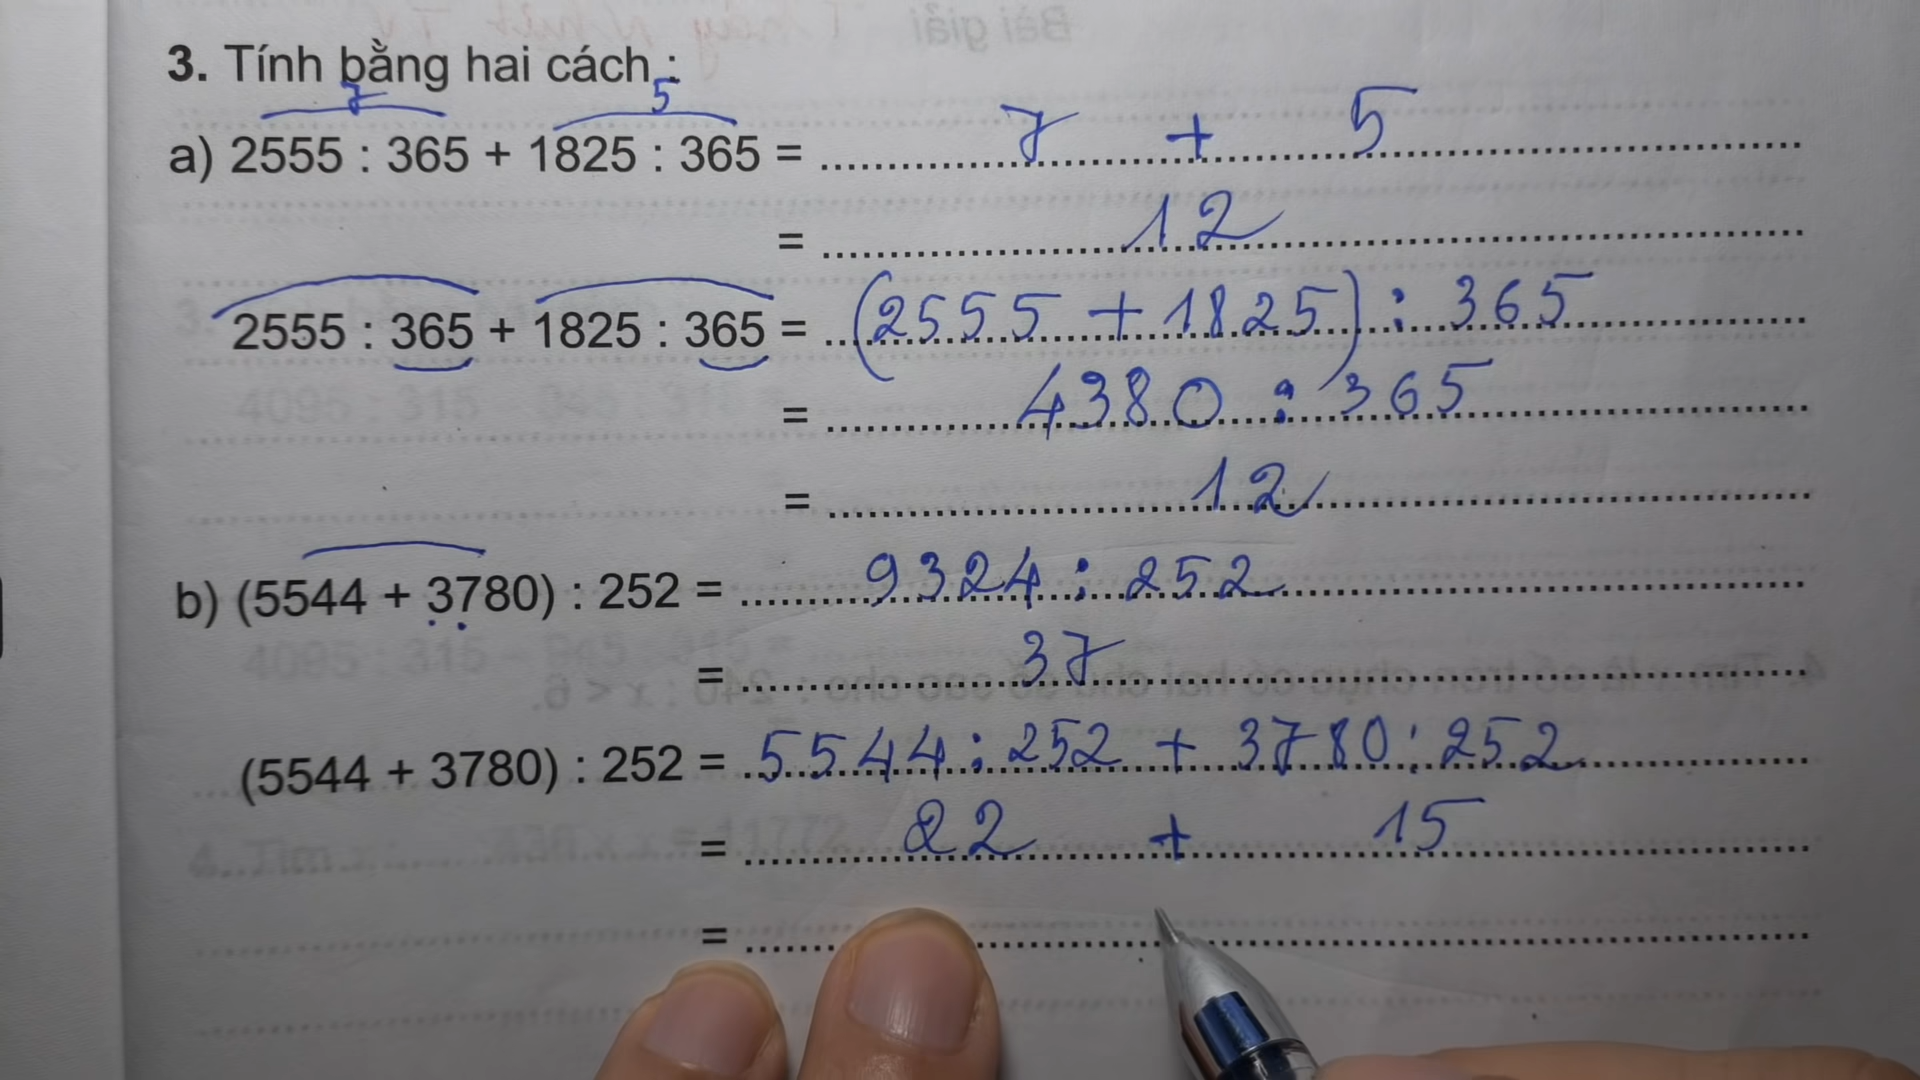 3. Tính bằng hai cách :
7 5
a) 2555 : 365 + 1825 : 365 = 7 + 5
= 12
2555 : 365 + 1825 : 365 = (2555 + 1825) : 365
= 4380 : 365
= 12
b) (5544 + 3780) : 252 = 9324 : 252
= 37
(5544 + 3780) : 252 = 5544 : 252 + 3780 : 252
= 22 + 15
=